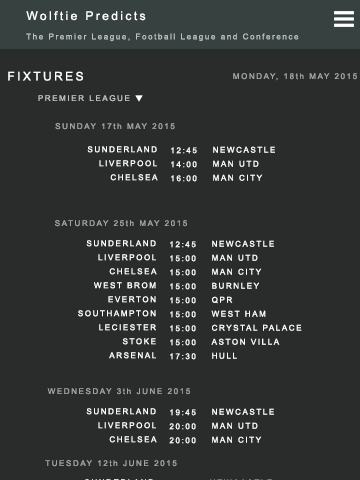 Wolftie Predicts
The Premier League, Football League and Conference
FIXTURES MONDAY, 18th MAY 2015
PREMIER LEAGUE ▼
SUNDAY 17th MAY 2015
SUNDERLAND 12:45 NEWCASTLE
LIVERPOOL 14:00 MAN UTD
CHELSEA 16:00 MAN CITY
SATURDAY 25th MAY 2015
SUNDERLAND 12:45 NEWCASTLE
LIVERPOOL 15:00 MAN UTD
CHELSEA 15:00 MAN CITY
WEST BROM 15:00 BURNLEY
EVERTON 15:00 QPR
SOUTHAMPTON 15:00 WEST HAM
LECIESTER 15:00 CRYSTAL PALACE
STOKE 15:00 ASTON VILLA
ARSENAL 17:30 HULL
WEDNESDAY 3th JUNE 2015
SUNDERLAND 19:45 NEWCASTLE
LIVERPOOL 20:00 MAN UTD
CHELSEA 20:00 MAN CITY
TUESDAY 12th JUNE 2015